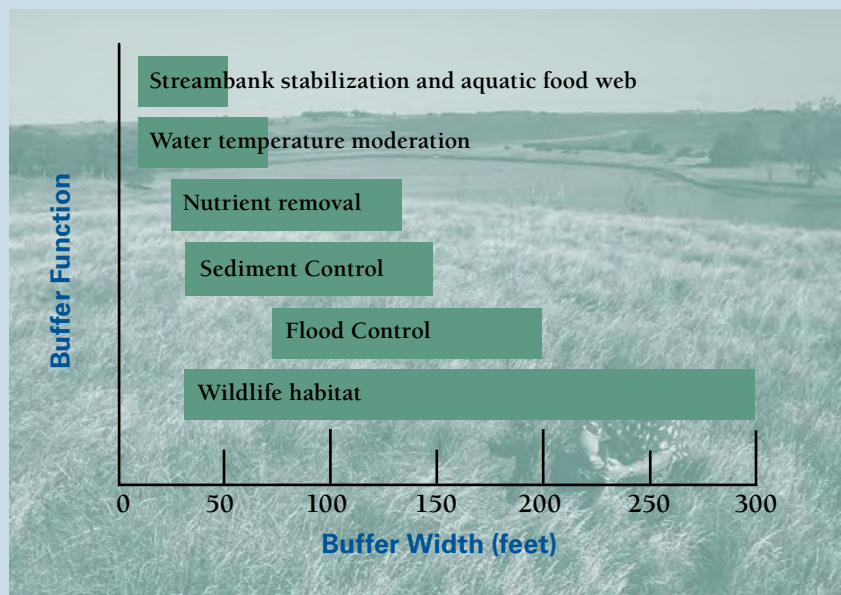 Streambank stabilization and aquatic food web
Water temperature moderation
Nutrient removal
Sediment Control
Flood Control
Wildlife habitat
Buffer Function
0 50 100 150 200 250 300
Buffer Width (feet)